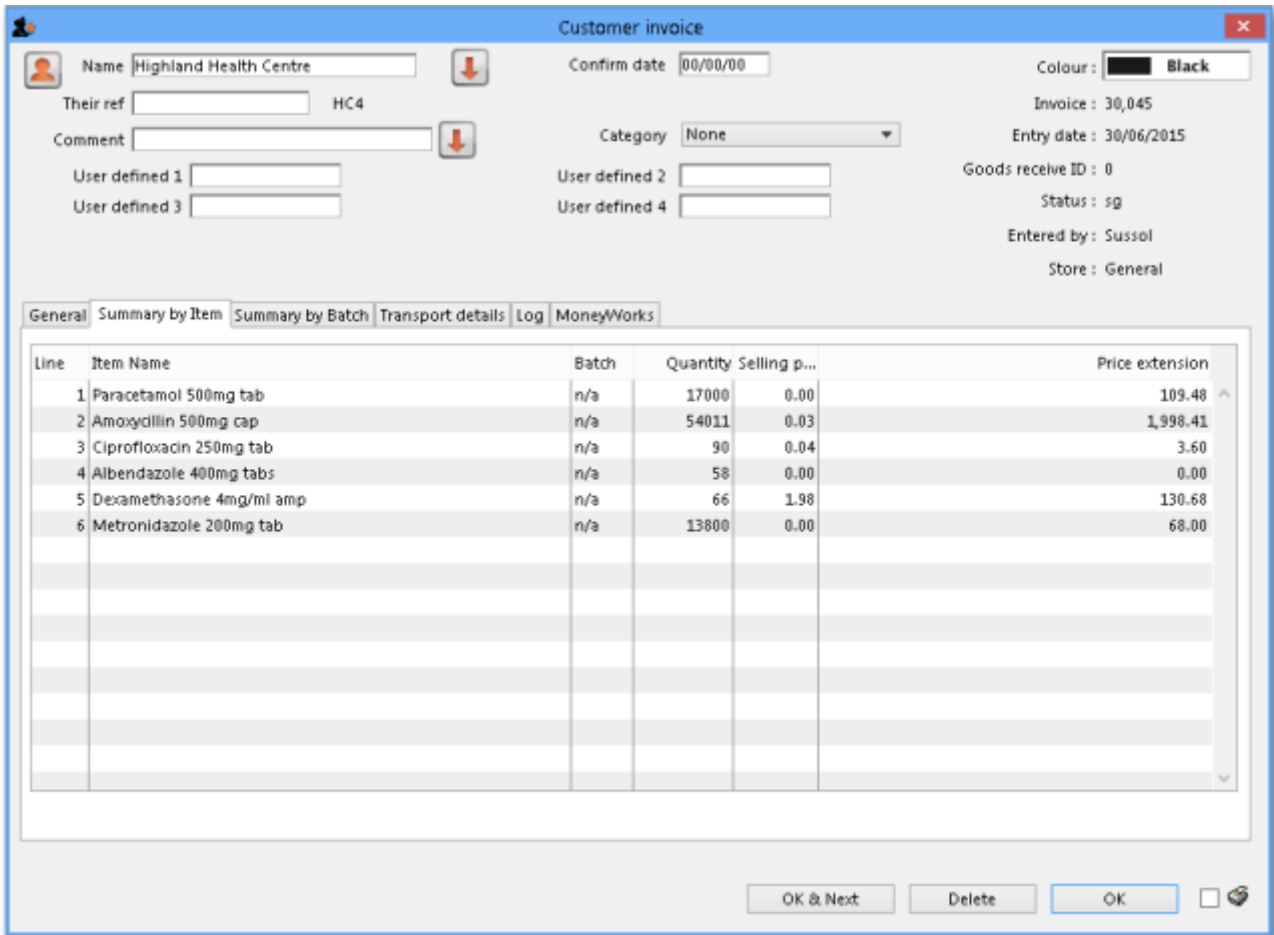 Customer invoice
Name Highland Health Centre Confirm date 00/00/00 Colour: Black
Their ref HC4 Invoice : 30,045
Comment Category None Entry date : 30/06/2015
User defined 1 User defined 2 Goods receive ID : 0
User defined 3 User defined 4 Status : sg
Entered by : Sussol
Store : General
General Summary by Item Summary by Batch Transport details Log MoneyWorks
Line Item Name Batch Quantity Selling p... Price extension
1 Paracetamol 500mg tab n/a 17000 0.00 109.48
2 Amoxycillin 500mg cap n/a 54011 0.03 1,998.41
3 Ciprofloxacin 250mg tab n/a 90 0.04 3.60
4 Albendazole 400mg tabs n/a 58 0.00 0.00
5 Dexamethasone 4mg/ml amp n/a 66 1.98 130.68
6 Metronidazole 200mg tab n/a 13800 0.00 68.00
OK & Next Delete OK